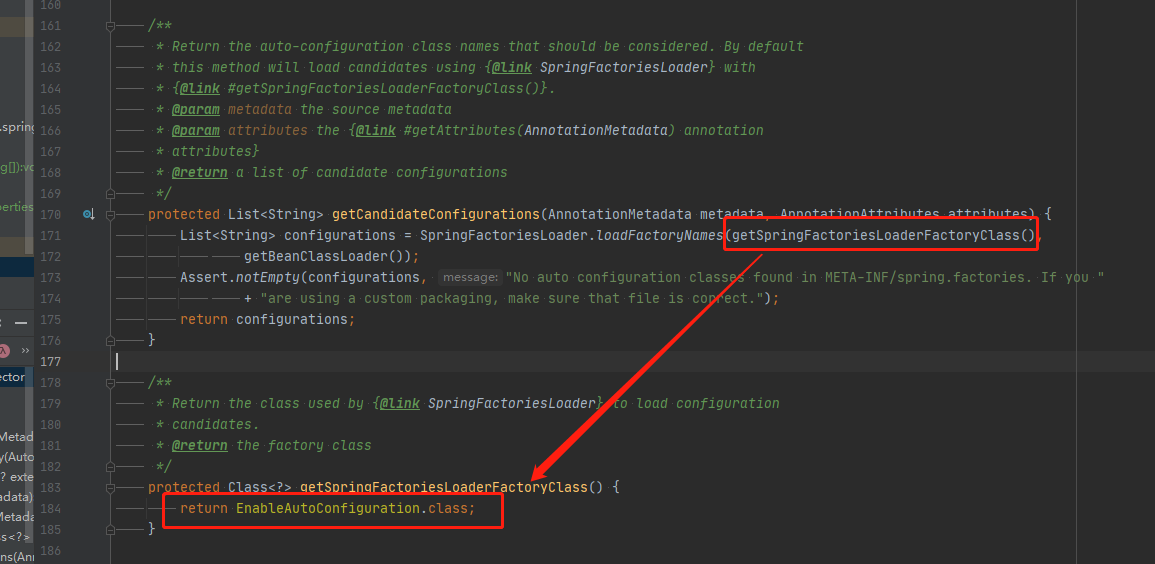 160
161 /**
162 * Return the auto-configuration class names that should be considered. By default
163 * this method will load candidates using {@link SpringFactoriesLoader} with
164 * {@link #getSpringFactoriesLoaderFactoryClass()}.
165 * @param metadata the source metadata
166 * @param attributes the {@link #getAttributes(AnnotationMetadata) annotation
167 * attributes}
168 * @return a list of candidate configurations
169 */
170 protected List<String> getCandidateConfigurations(AnnotationMetadata metadata, AnnotationAttributes attributes) {
171 List<String> configurations = SpringFactoriesLoader.loadFactoryNames(getSpringFactoriesLoaderFactoryClass(),
172 getBeanClassLoader());
173 Assert.notEmpty(configurations, message: "No auto configuration classes found in META-INF/spring.factories. If you "
174 + "are using a custom packaging, make sure that file is correct.");
175 return configurations;
176 }
177
178 /**
179 * Return the class used by {@link SpringFactoriesLoader} to load configuration
180 * candidates.
181 * @return the factory class
182 */
183 protected Class<?> getSpringFactoriesLoaderFactoryClass() {
184 return EnableAutoConfiguration.class;
185 }
186
.spring
g[]):vo
perties
ector
Metad
y(Auto
? exte
adata)
Metad
ss<?>
ns(Ann